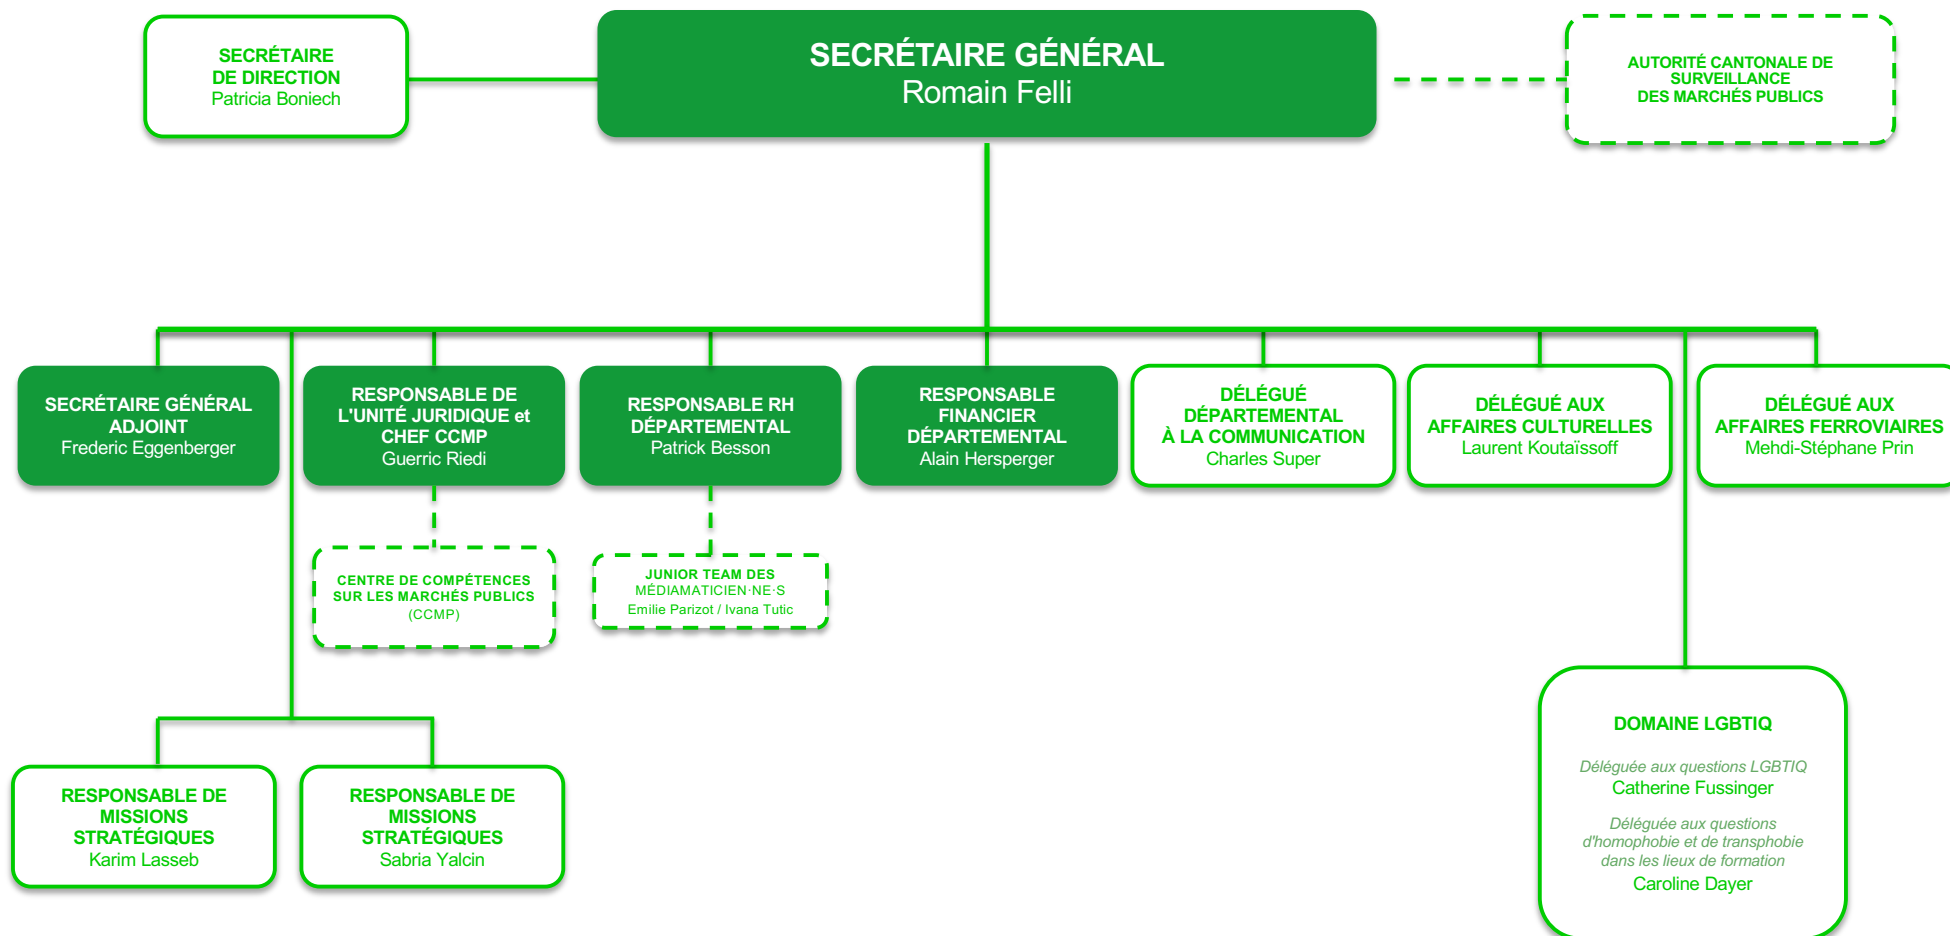 SECRÉTAIRE
DE DIRECTION
Patricia Boniech
SECRÉTAIRE GÉNÉRAL
Romain Felli
AUTORITÉ CANTONALE DE
SURVEILLANCE
DES MARCHÉS PUBLICS
SECRÉTAIRE GÉNÉRAL
ADJOINT
Frederic Eggenberger
RESPONSABLE DE
L'UNITÉ JURIDIQUE et
CHEF CCMP
Guerric Riedi
RESPONSABLE RH
DÉPARTEMENTAL
Patrick Besson
RESPONSABLE
FINANCIER
DÉPARTEMENTAL
Alain Hersperger
DÉLÉGUÉ
DÉPARTEMENTAL
À LA COMMUNICATION
Charles Super
DÉLÉGUÉ AUX
AFFAIRES CULTURELLES
Laurent Koutaïssoff
DÉLÉGUÉ AUX
AFFAIRES FERROVIAIRES
Mehdi-Stéphane Prin
CENTRE DE COMPÉTENCES
SUR LES MARCHÉS PUBLICS
(CCMP)
JUNIOR TEAM DES
MÉDIAMATICIEN·NE·S
Emilie Parizot / Ivana Tutic
RESPONSABLE DE
MISSIONS
STRATÉGIQUES
Karim Lasseb
RESPONSABLE DE
MISSIONS
STRATÉGIQUES
Sabria Yalcin
DOMAINE LGBTIQ
Déléguée aux questions LGBTIQ
Catherine Fussinger
Déléguée aux questions
d'homophobie et de transphobie
dans les lieux de formation
Caroline Dayer